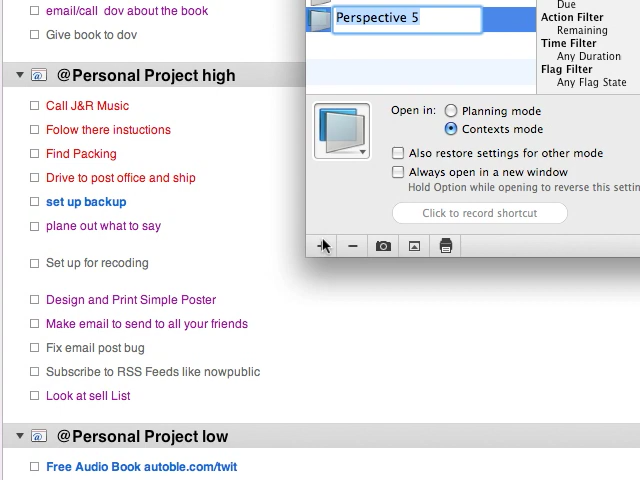 email/call  dov about the book
Give book to dov
@Personal Project high
Call J&R Music
Folow there instuctions
Find Packing
Drive to post office and ship
set up backup
plane out what to say
Set up for recoding
Design and Print Simple Poster
Make email to send to all your friends
Fix email post bug
Subscribe to RSS Feeds like nowpublic
Look at sell List
@Personal Project low
Free Audio Book autoble.com/twit
Perspective 5
Due
Action Filter
Remaining
Time Filter
Any Duration
Flag Filter
Any Flag State
Open in: Planning mode
Contexts mode
Also restore settings for other mode
Always open in a new window
Hold Option while opening to reverse this settin
Click to record shortcut